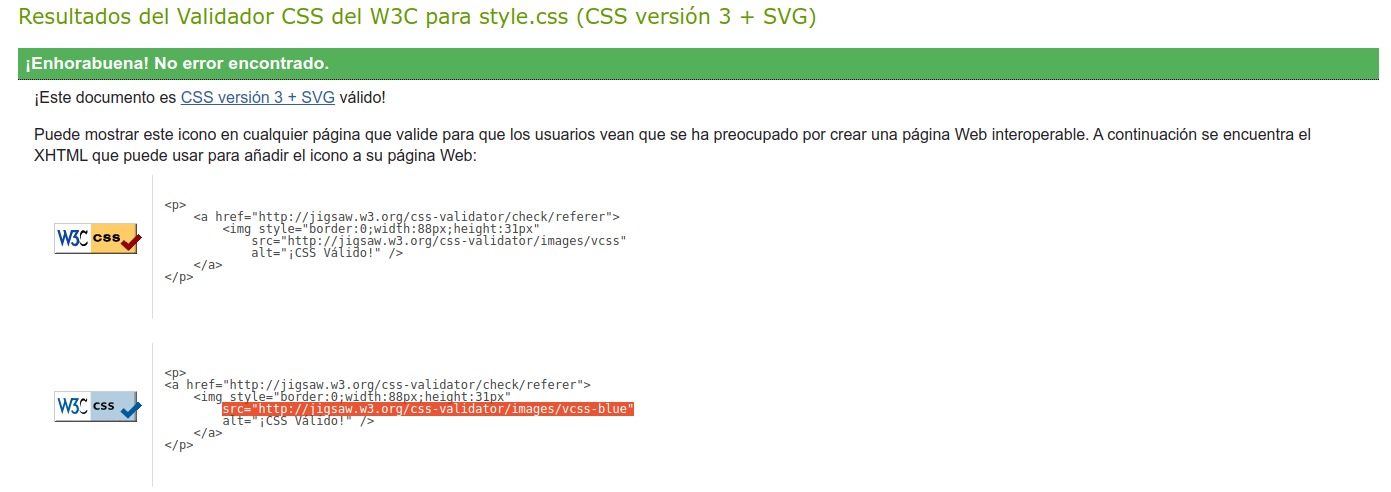 Resultados del Validador CSS del W3C para style.css (CSS versión 3 + SVG)
¡Enhorabuena! No error encontrado.
¡Este documento es CSS versión 3 + SVG válido!
Puede mostrar este icono en cualquier página que valide para que los usuarios vean que se ha preocupado por crear una página Web interoperable. A continuación se encuentra el
XHTML que puede usar para añadir el icono a su página Web:
W3C css
<p>
    <a href="http://jigsaw.w3.org/css-validator/check/referer">
        <img style="border:0;width:88px;height:31px"
            src="http://jigsaw.w3.org/css-validator/images/vcss"
            alt="¡CSS Válido!" />
    </a>
</p>
W3C css
<p>
<a href="http://jigsaw.w3.org/css-validator/check/referer">
    <img style="border:0;width:88px;height:31px"
        src="http://jigsaw.w3.org/css-validator/images/vcss-blue"
        alt="¡CSS Válido!" />
    </a>
</p>